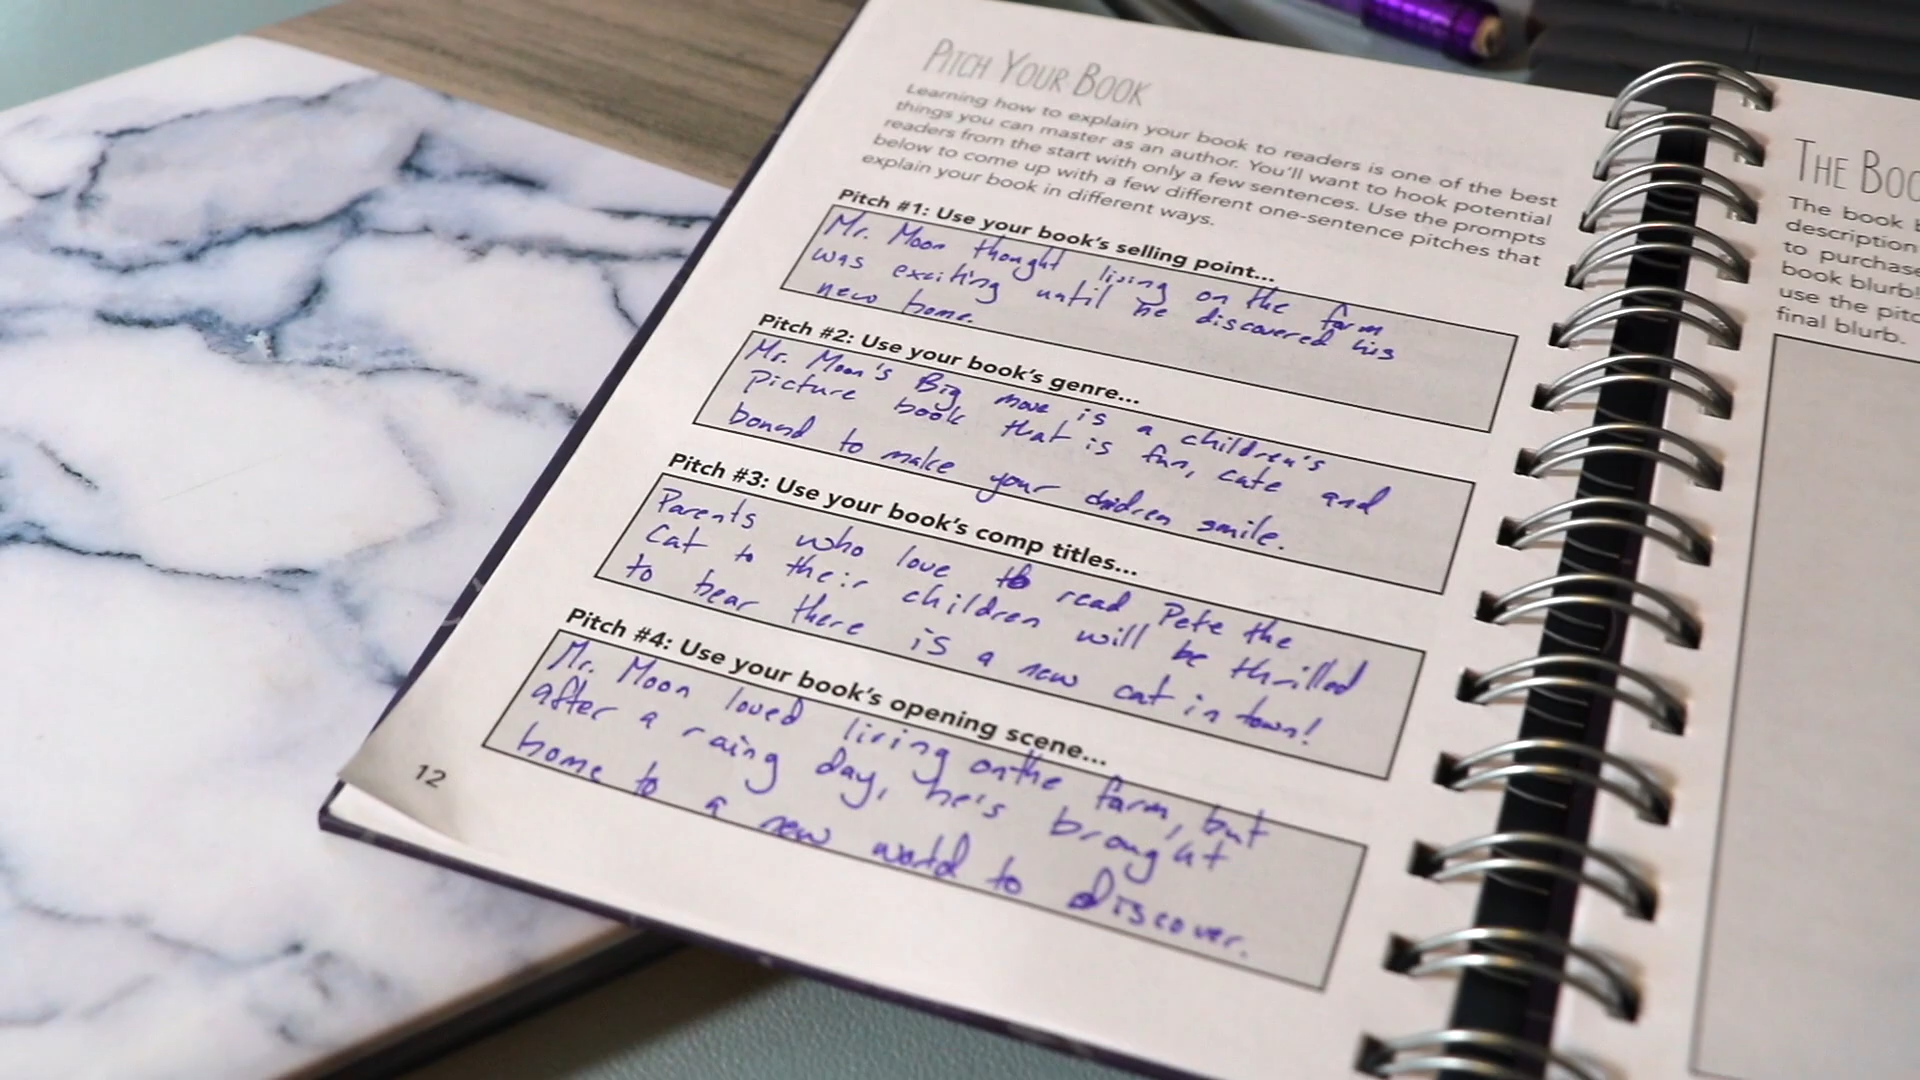 PITCH YOUR BOOK
Learning how to explain your book to readers is one of the best
things you can master as an author. You'll want to hook potential
readers from the start with only a few sentences. Use the prompts
below to come up with a few different one-sentence pitches that
explain your book in different ways.
Pitch #1: Use your book's selling point...
Mr. Moon thought living on the farm
was exciting until he discovered his
new home.
Pitch #2: Use your book's genre...
Mr. Moon's Big move is a children's
Picture book that is fun, cute and
bound to make your children smile.
Pitch #3: Use your book's comp titles...
Parents who love to read Pete the
Cat to their children will be thrilled
to hear there is a new cat in town!
Pitch #4: Use your book's opening scene...
Mr. Moon loved living on the farm, but
after a rainy day, he's brought
home to a new world to discover.
12
THE BOO
The book b
description
to purchase
book blurb!
use the pitc
final blurb.